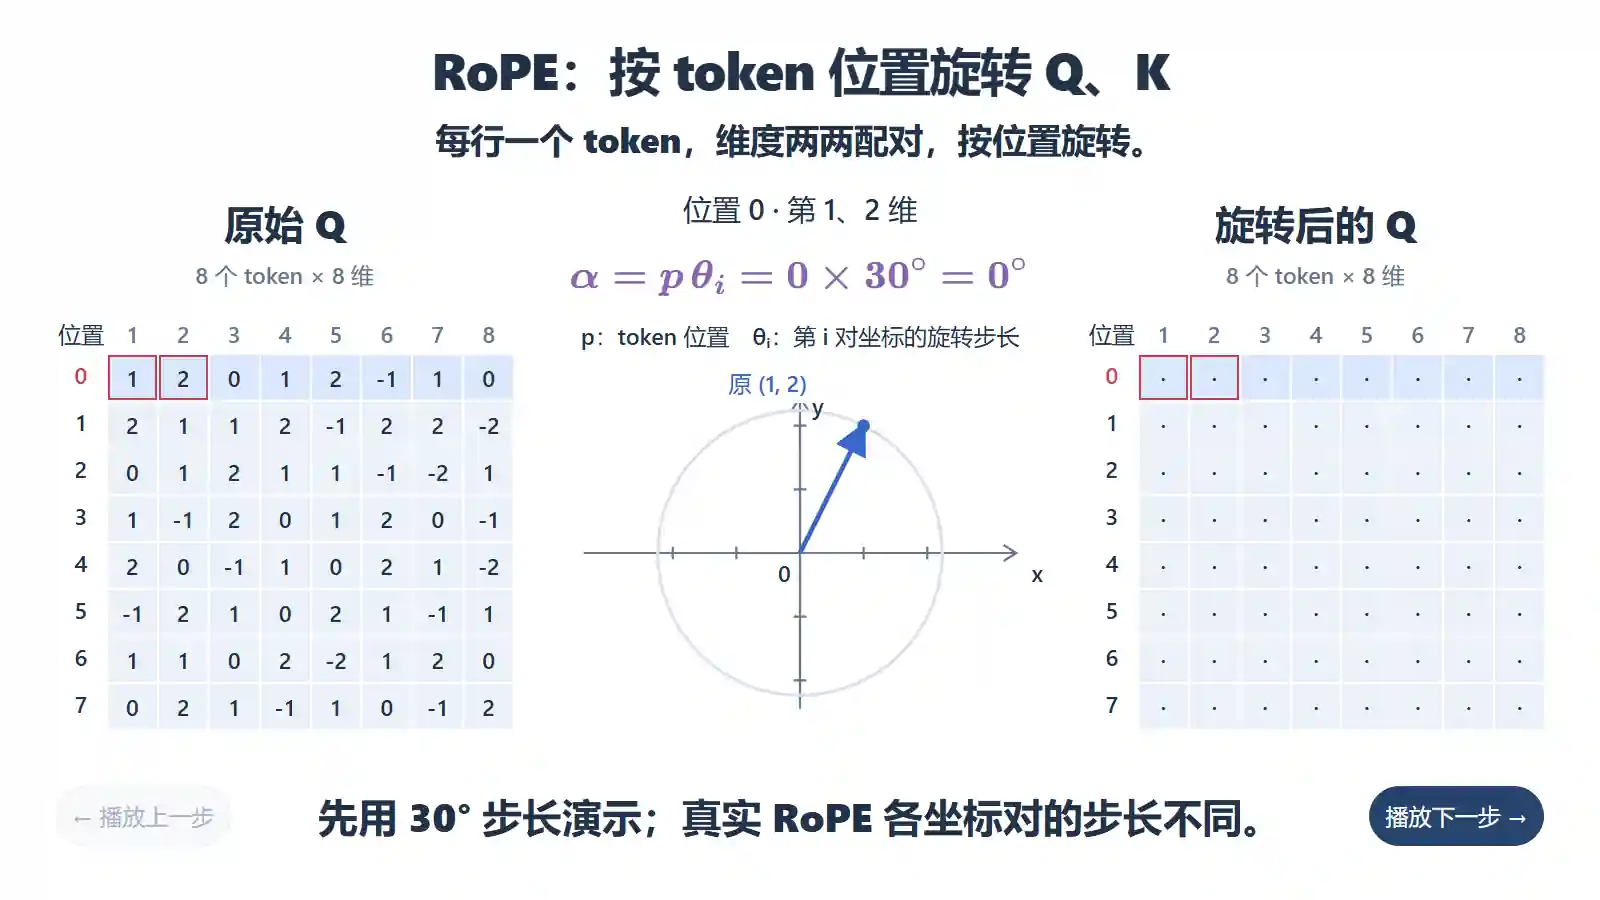 RoPE：按 token 位置旋转 Q、K
每行一个 token，维度两两配对，按位置旋转。
原始 Q
8 个 token × 8 维
位置 1 2 3 4 5 6 7 8
0 1 2 0 1 2 -1 1 0
1 2 1 1 2 -1 2 2 -2
2 0 1 2 1 1 -1 -2 1
3 1 -1 2 0 1 2 0 -1
4 2 0 -1 1 0 2 1 -2
5 -1 2 1 0 2 1 -1 1
6 1 1 0 2 -2 1 2 0
7 0 2 1 -1 1 0 -1 2
位置 0 · 第 1、2 维
α = p θᵢ = 0 × 30° = 0°
p：token 位置 θᵢ：第 i 对坐标的旋转步长
原 (1, 2)
y
0
x
旋转后的 Q
8 个 token × 8 维
位置 1 2 3 4 5 6 7 8
0 · · · · · · · ·
1 · · · · · · · ·
2 · · · · · · · ·
3 · · · · · · · ·
4 · · · · · · · ·
5 · · · · · · · ·
6 · · · · · · · ·
7 · · · · · · · ·
← 播放上一步
先用 30° 步长演示；真实 RoPE 各坐标对的步长不同。
播放下一步 →